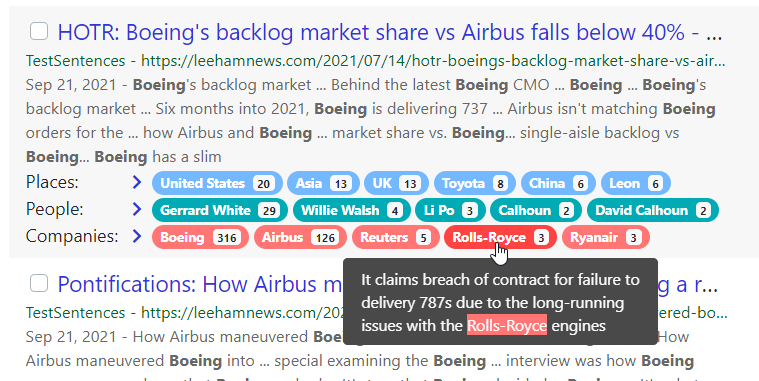 HOTR: Boeing's backlog market share vs Airbus falls below 40% - ...
TestSentences - https://leehamnews.com/2021/07/14/hotr-boeings-backlog-market-share-vs-air...
Sep 21, 2021 - Boeing's backlog market ... Behind the latest Boeing CMO ... Boeing ... Boeing's
backlog market ... Six months into 2021, Boeing is delivering 737 ... Airbus isn't matching Boeing
orders for the ... how Airbus and Boeing ... market share vs. Boeing... single-aisle backlog vs
Boeing... Boeing has a slim
Places: United States 20 Asia 13 UK 13 Toyota 8 China 6 Leon 6
People: Gerrard White 29 Willie Walsh 4 Li Po 3 Calhoun 2 David Calhoun 2
Companies: Boeing 316 Airbus 126 Reuters 5 Rolls-Royce 3 Ryanair 3
It claims breach of contract for failure to
delivery 787s due to the long-running
issues with the Rolls-Royce engines
Pontifications: How Airbus m g a r...
TestSentences - https://leehamnews.com/202 vered-bo...
Sep 21, 2021 - How Airbus maneuvered Boe How
Airbus maneuvered Boeing into ... special examining the Boeing ... interview was how Boeing